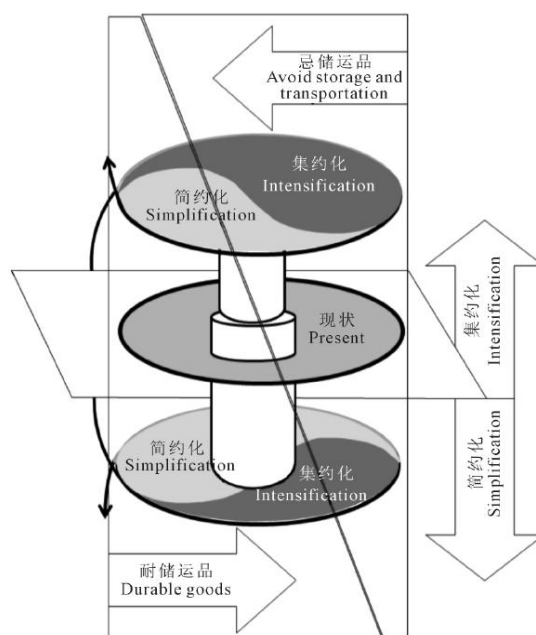 忌储运品
Avoid storage and
transportation
集约化
Intensification
简约化
Simplification
集约化
Intensification
现状
Present
简约化
Simplification
集约化
Intensification
简约化
Simplification
耐储运品
Durable goods